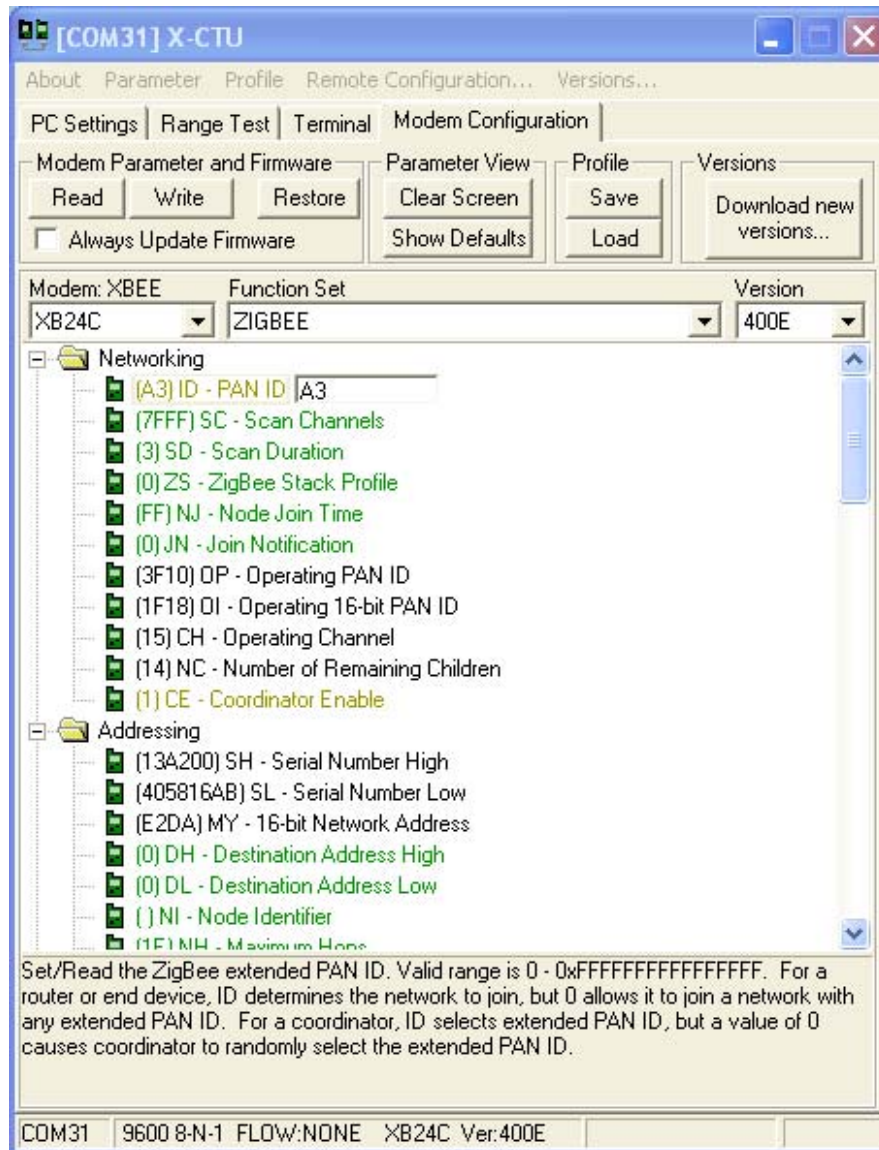 [COM31] X-CTU
About Parameter Profile Remote Configuration... Versions...
PC Settings Range Test Terminal Modem Configuration
Modem Parameter and Firmware Parameter View Profile Versions
Read Write Restore Clear Screen Save Download new versions...
Always Update Firmware Show Defaults Load
Modem: XBEE Function Set Version
XB24C ZIGBEE 400E
Networking
(A3) ID - PAN ID A3
(7FFF) SC - Scan Channels
(3) SD - Scan Duration
(0) ZS - ZigBee Stack Profile
(FF) NJ - Node Join Time
(0) JN - Join Notification
(3F10) OP - Operating PAN ID
(1F18) OI - Operating 16-bit PAN ID
(15) CH - Operating Channel
(14) NC - Number of Remaining Children
(1) CE - Coordinator Enable
Addressing
(13A200) SH - Serial Number High
(405816AB) SL - Serial Number Low
(E2DA) MY - 16-bit Network Address
(0) DH - Destination Address High
(0) DL - Destination Address Low
( ) NI - Node Identifier
(1E) NH - Maximum Hops
Set/Read the ZigBee extended PAN ID. Valid range is 0 - 0xFFFFFFFFFFFFFFFF. For a
router or end device, ID determines the network to join, but 0 allows it to join a network with
any extended PAN ID. For a coordinator, ID selects extended PAN ID, but a value of 0
causes coordinator to randomly select the extended PAN ID.
COM31 9600 8-N-1 FLOW:NONE XB24C Ver:400E